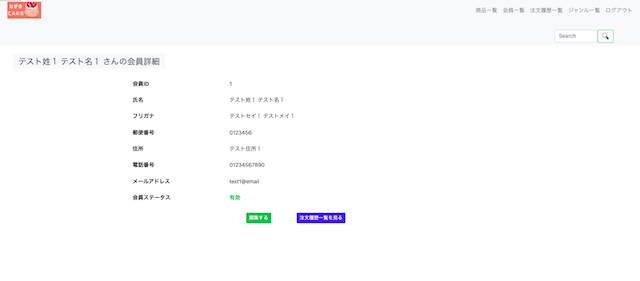 ながの
CAKE
商品一覧 会員一覧 注文履歴一覧 ジャンル一覧 ログアウト
Search
テスト姓1 テスト名1 さんの会員詳細
会員ID 1
氏名 テスト姓1 テスト名1
フリガナ テストセイ1 テストメイ1
郵便番号 0123456
住所 テスト住所1
電話番号 01234567890
メールアドレス test1@email
会員ステータス 有効
編集する 注文履歴一覧を見る